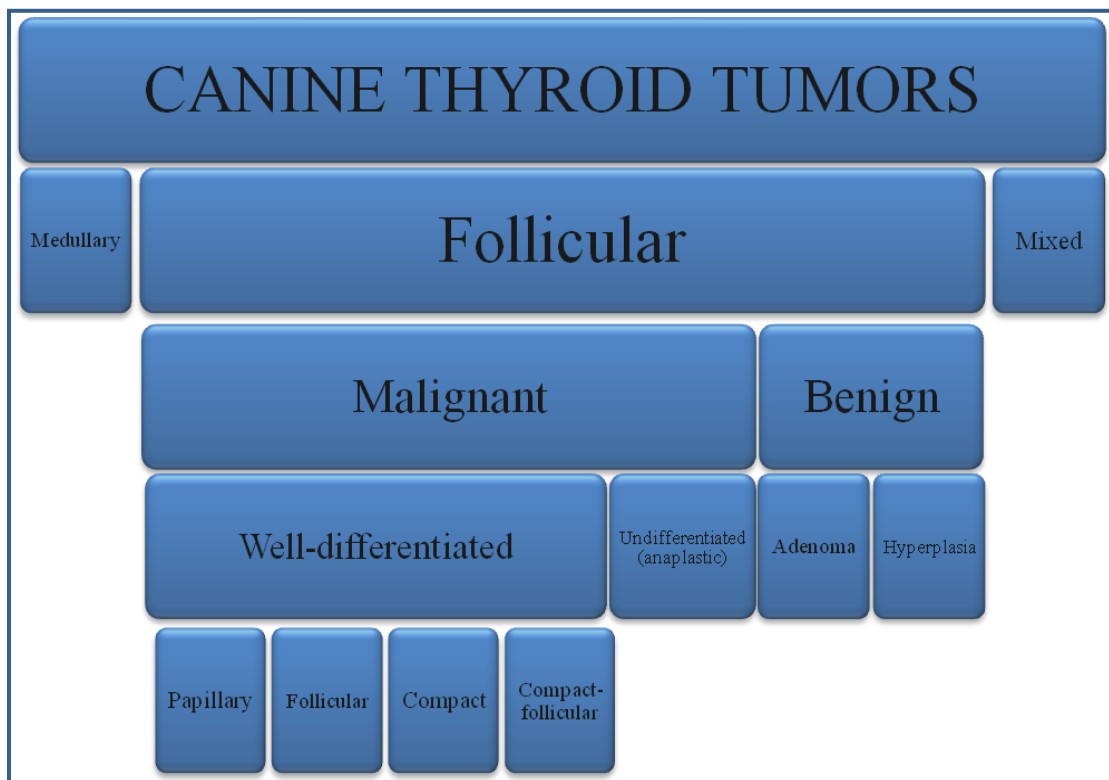 CANINE THYROID TUMORS
Medullary
Follicular
Mixed
Malignant
Benign
Well-differentiated
Undifferentiated
(anaplastic)
Adenoma
Hyperplasia
Papillary
Follicular
Compact
Compact-
follicular